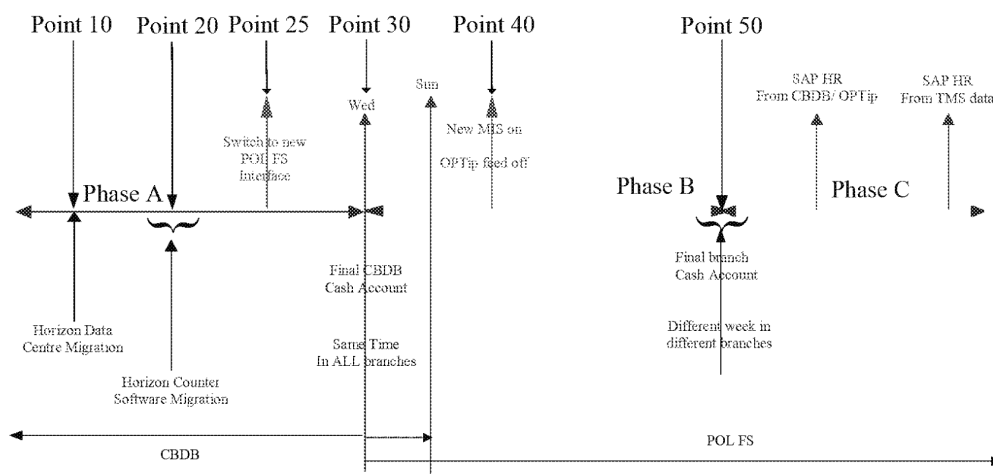 Point 10
Point 20
Point 25
Point 30
Point 40
Point 50
Sun
Wed
SAP HR
From CBDB/ OPTip
SAP HR
From TMS data
Switch to new
POL FS
Interface
New MIS on
OPTip feed off
Phase A
Phase B
Phase C
Final CBDB
Cash Account
Final branch
Cash Account
Horizon Data
Centre Migration
Same Time
In ALL branches
Different week in
different branches
Horizon Counter
Software Migration
CBDB
POL FS